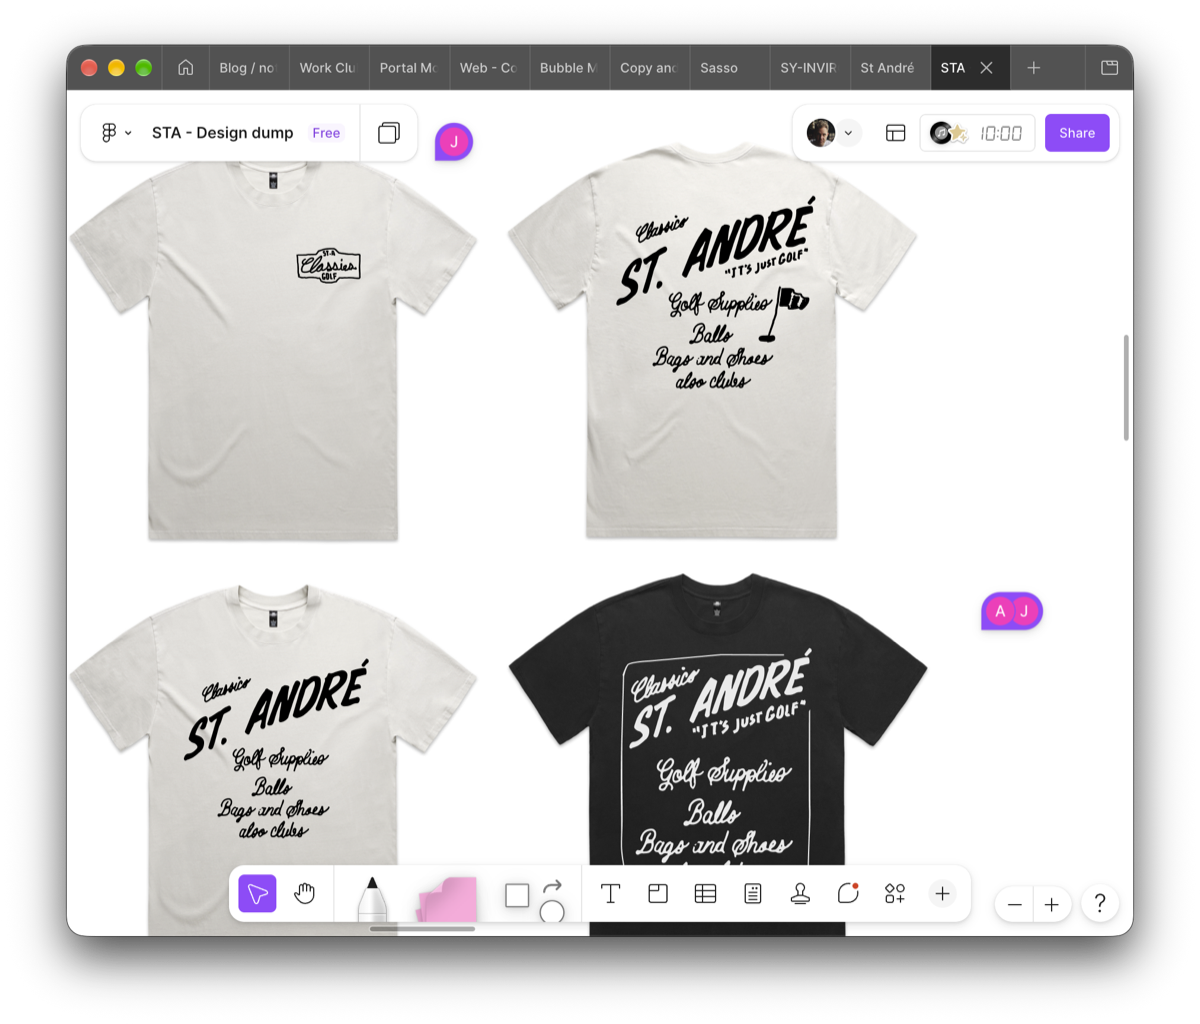 Blog / no
Work Clu
Portal Mo
Web - Co
Bubble M
Copy and
Sasso
SY-INVIR
St André
STA
STA - Design dump
Free
J
10:00
Share
ST-A
Classics
GOLF
Classics
ST. ANDRÉ
"IT'S JUST GOLF"
Golf Supplies
Balls
Bags and Shoes
also clubs
A J
Classics
ST. ANDRÉ
Golf Supplies
Balls
Bags and Shoes
also clubs
Classics
ST. ANDRÉ
"IT'S JUST GOLF"
Golf Supplies
Balls
Bags and Shoes
T
?